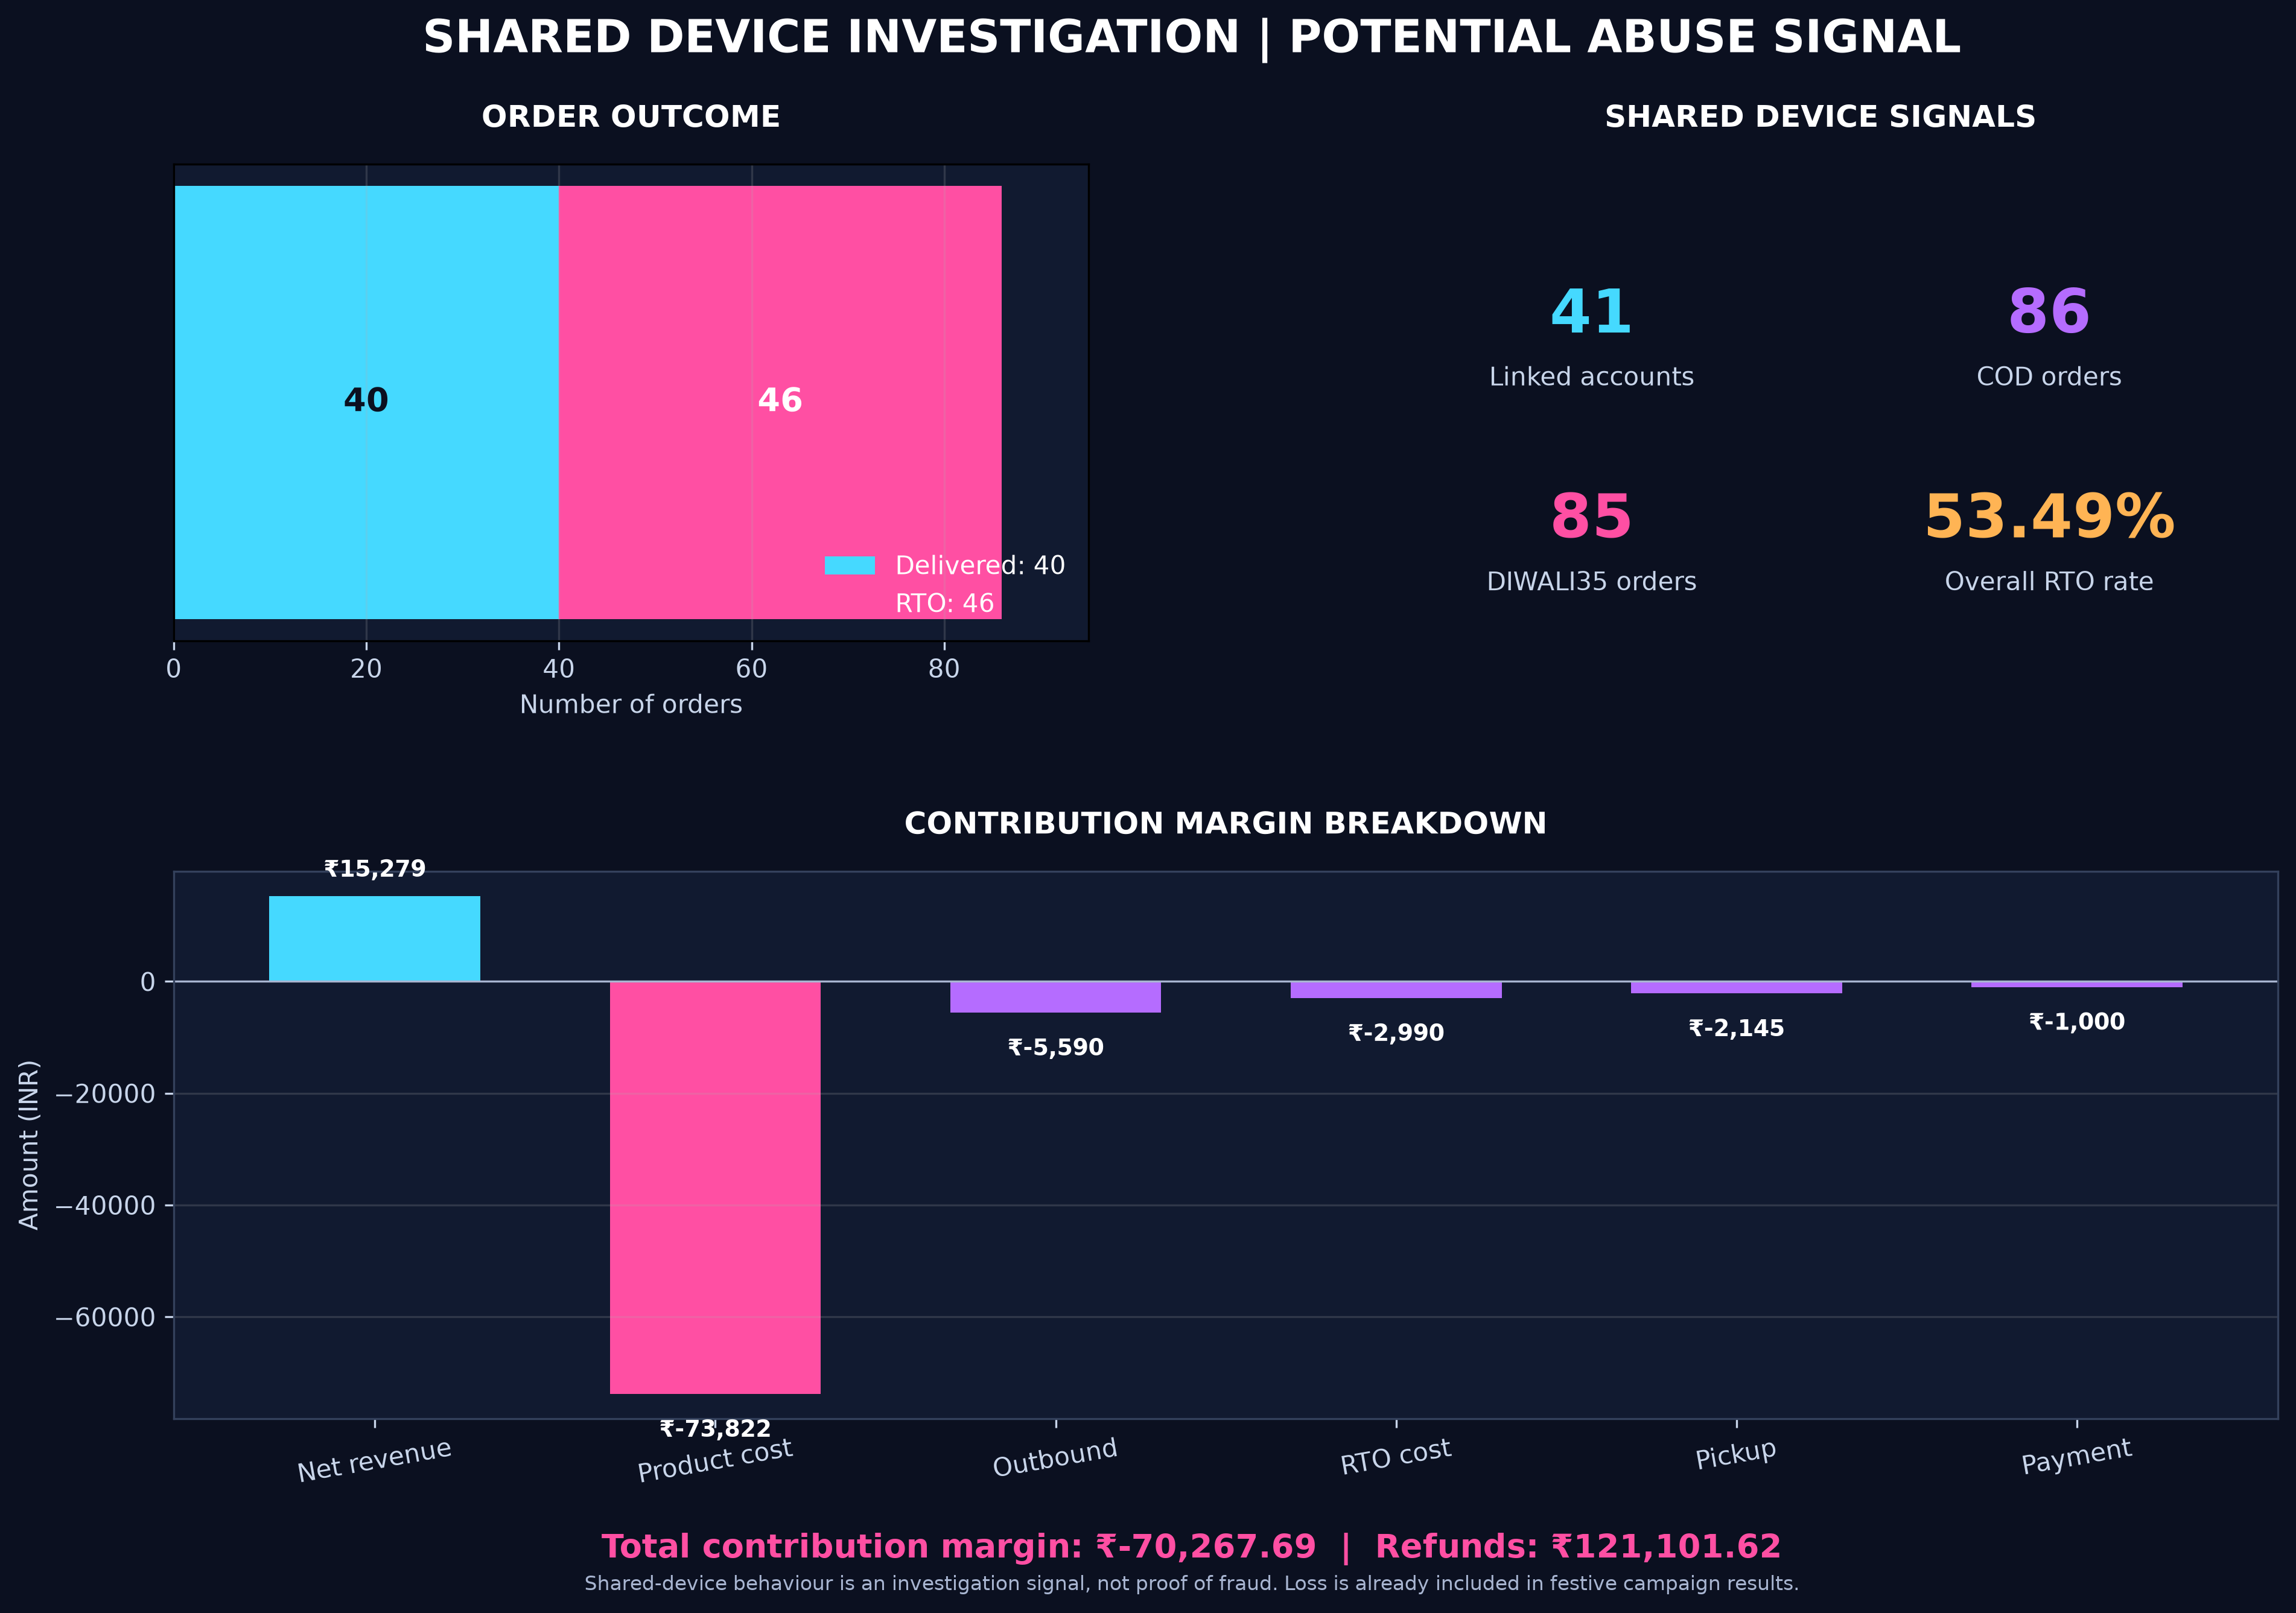 SHARED DEVICE INVESTIGATION | POTENTIAL ABUSE SIGNAL
ORDER OUTCOME
40
46
Delivered: 40
RTO: 46
0
20
40
60
80
Number of orders
SHARED DEVICE SIGNALS
41
Linked accounts
86
COD orders
85
DIWALI35 orders
53.49%
Overall RTO rate
CONTRIBUTION MARGIN BREAKDOWN
Amount (INR)
0
−20000
−40000
−60000
₹15,279
₹-73,822
₹-5,590
₹-2,990
₹-2,145
₹-1,000
Net revenue
Product cost
Outbound
RTO cost
Pickup
Payment
Total contribution margin: ₹-70,267.69 | Refunds: ₹121,101.62
Shared-device behaviour is an investigation signal, not proof of fraud. Loss is already included in festive campaign results.